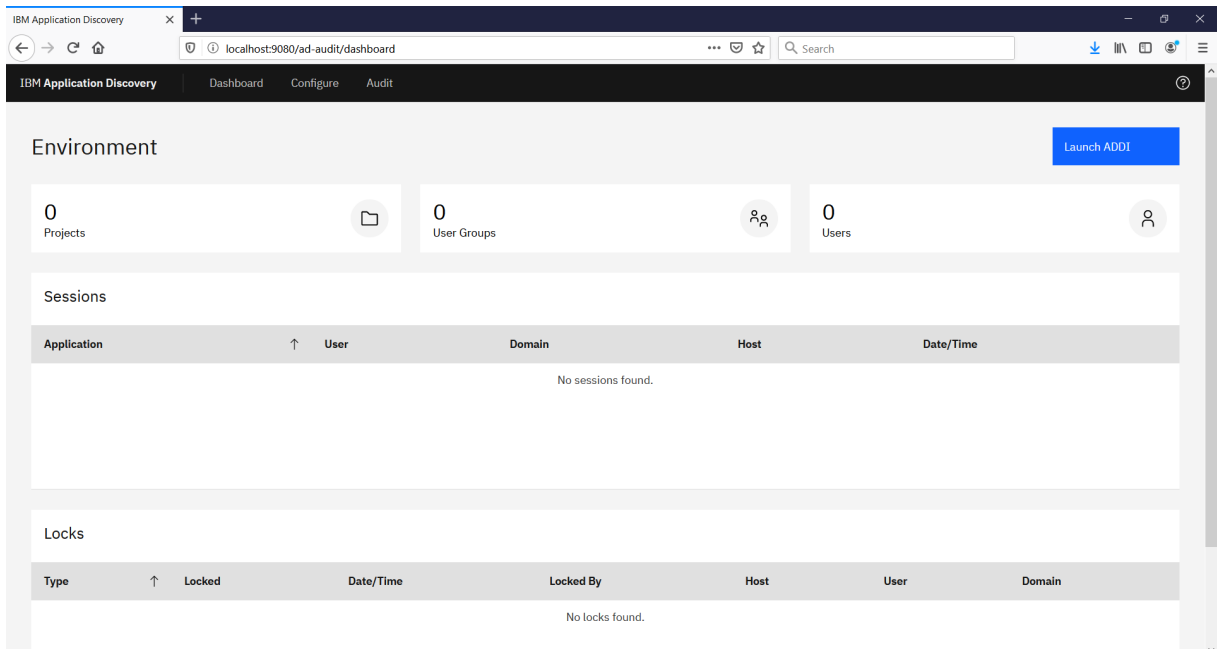 IBM Application Discovery
localhost:9080/ad-audit/dashboard
Search
IBM Application Discovery Dashboard Configure Audit
Environment
Launch ADDI
0
Projects
0
User Groups
0
Users
Sessions
Application User Domain Host Date/Time
No sessions found.
Locks
Type Locked Date/Time Locked By Host User Domain
No locks found.